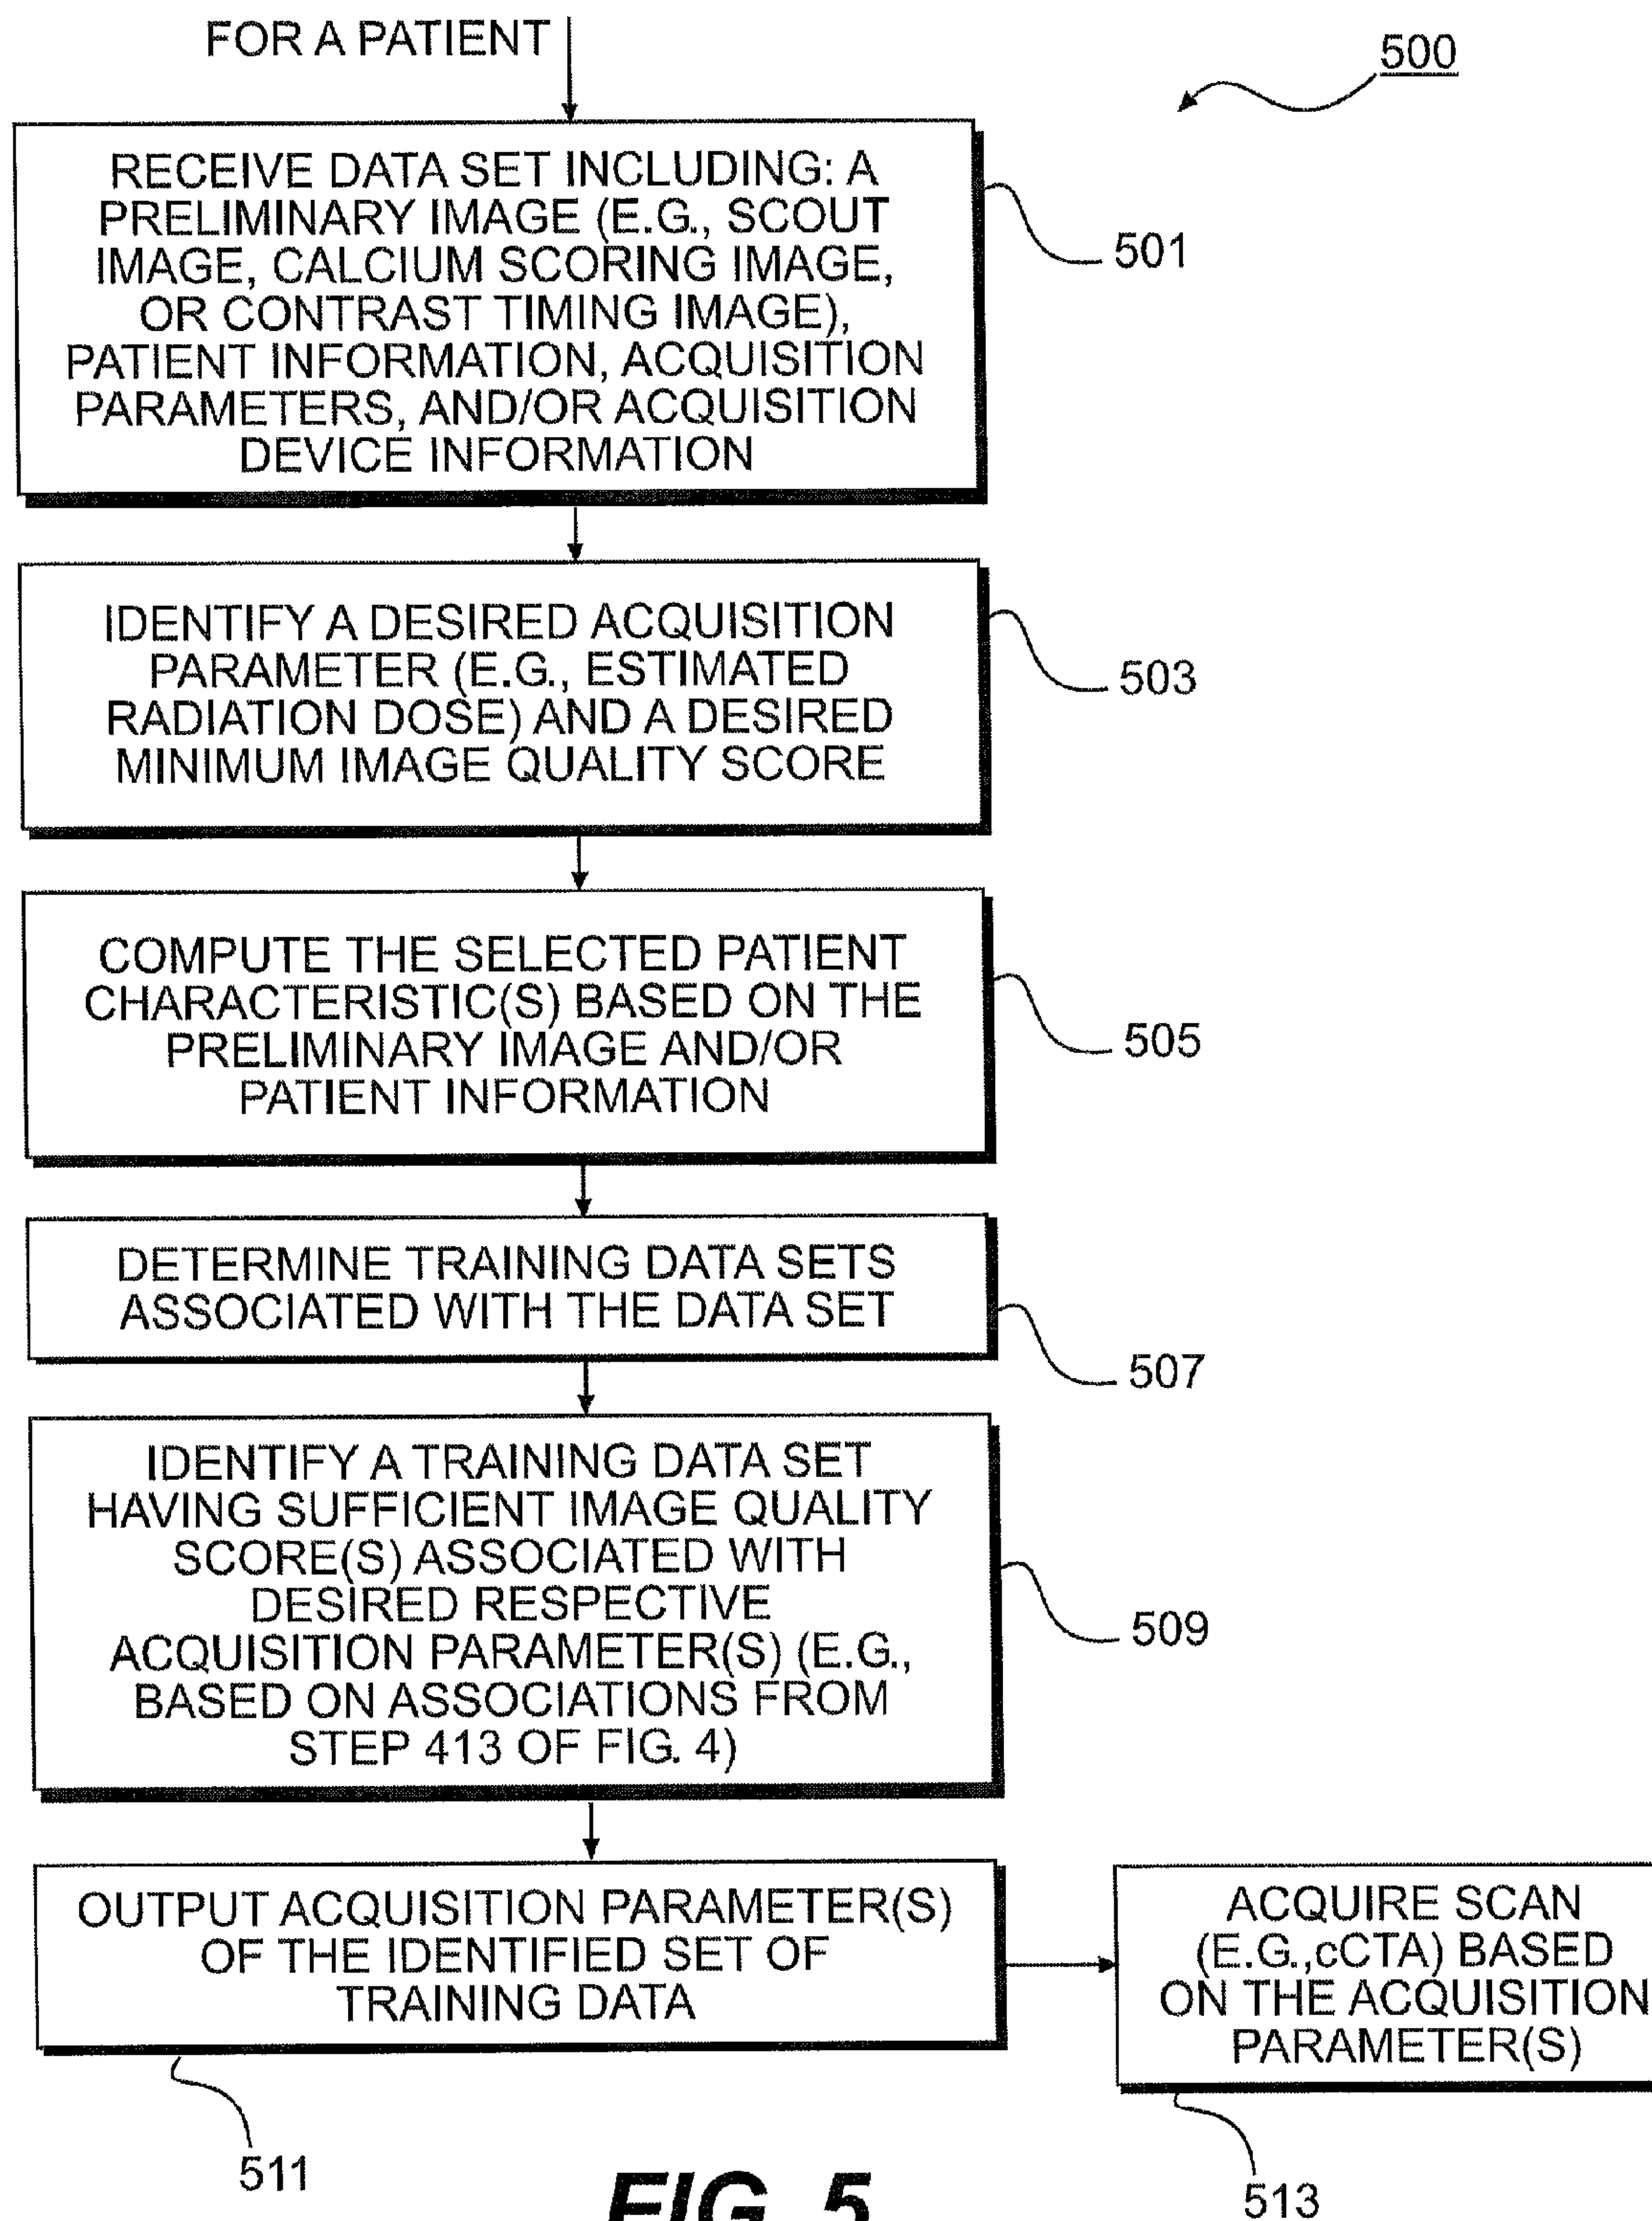 FOR A PATIENT
500
RECEIVE DATA SET INCLUDING: A
PRELIMINARY IMAGE (E.G., SCOUT
IMAGE, CALCIUM SCORING IMAGE,
OR CONTRAST TIMING IMAGE),
PATIENT INFORMATION, ACQUISITION
PARAMETERS, AND/OR ACQUISITION
DEVICE INFORMATION
501
IDENTIFY A DESIRED ACQUISITION
PARAMETER (E.G., ESTIMATED
RADIATION DOSE) AND A DESIRED
MINIMUM IMAGE QUALITY SCORE
503
COMPUTE THE SELECTED PATIENT
CHARACTERISTIC(S) BASED ON THE
PRELIMINARY IMAGE AND/OR
PATIENT INFORMATION
505
DETERMINE TRAINING DATA SETS
ASSOCIATED WITH THE DATA SET
507
IDENTIFY A TRAINING DATA SET
HAVING SUFFICIENT IMAGE QUALITY
SCORE(S) ASSOCIATED WITH
DESIRED RESPECTIVE
ACQUISITION PARAMETER(S) (E.G.,
BASED ON ASSOCIATIONS FROM
STEP 413 OF FIG. 4)
509
OUTPUT ACQUISITION PARAMETER(S)
OF THE IDENTIFIED SET OF
TRAINING DATA
511
ACQUIRE SCAN
(E.G.,cCTA) BASED
ON THE ACQUISITION
PARAMETER(S)
513
FIG. 5